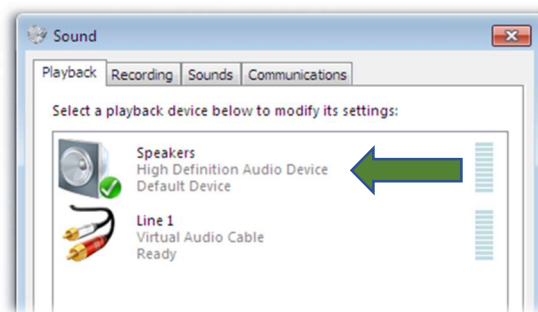 Sound
Playback Recording Sounds Communications
Select a playback device below to modify its settings:
Speakers
High Definition Audio Device
Default Device
Line 1
Virtual Audio Cable
Ready